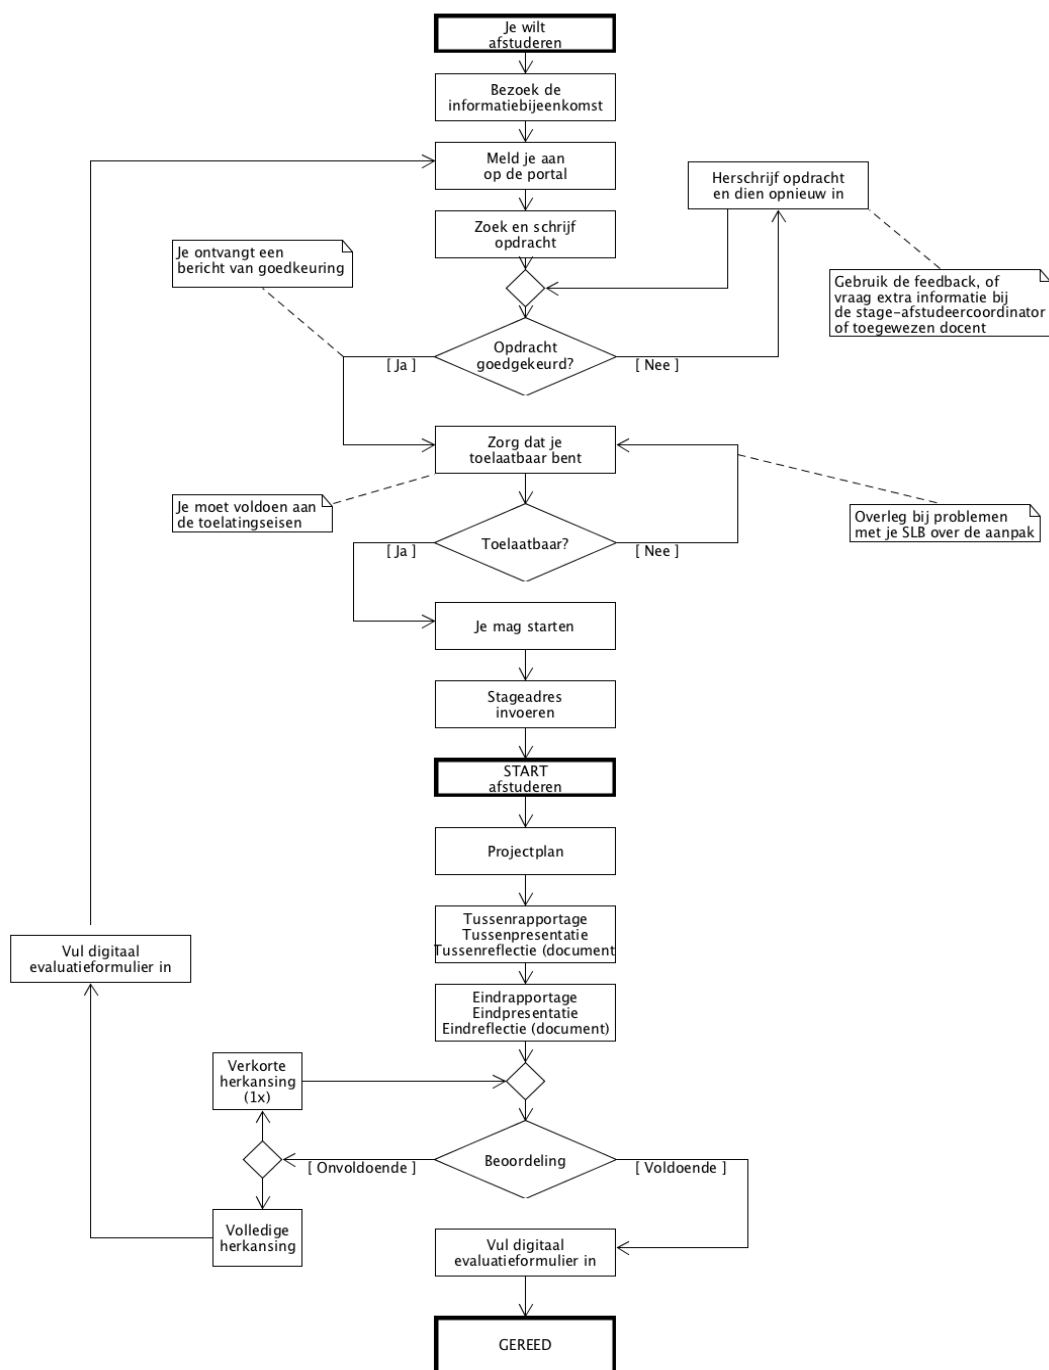 Je wilt
afstuderen
Bezoek de
informatiebijeenkomst
Meld je aan
op de portal
Herschrijf opdracht
en dien opnieuw in
Zoek en schrijf
opdracht
Je ontvangt een
bericht van goedkeuring
Gebruik de feedback, of
vraag extra informatie bij
de stage-afstudeercoordinator
of toegewezen docent
Opdracht
goedgekeurd?
[ Ja ]
[ Nee ]
Zorg dat je
toelaatbaar bent
Je moet voldoen aan
de toelatingseisen
Overleg bij problemen
met je SLB over de aanpak
Toelaatbaar?
[ Ja ]
[ Nee ]
Je mag starten
Stageadres
invoeren
START
afstuderen
Projectplan
Tussenrapportage
Tussenpresentatie
Tussenreflectie (document
Vul digitaal
evaluatieformulier in
Eindrapportage
Eindpresentatie
Eindreflectie (document)
Verkorte
herkansing
(1x)
[ Onvoldoende ]
Beoordeling
[ Voldoende ]
Volledige
herkansing
Vul digitaal
evaluatieformulier in
GEREED